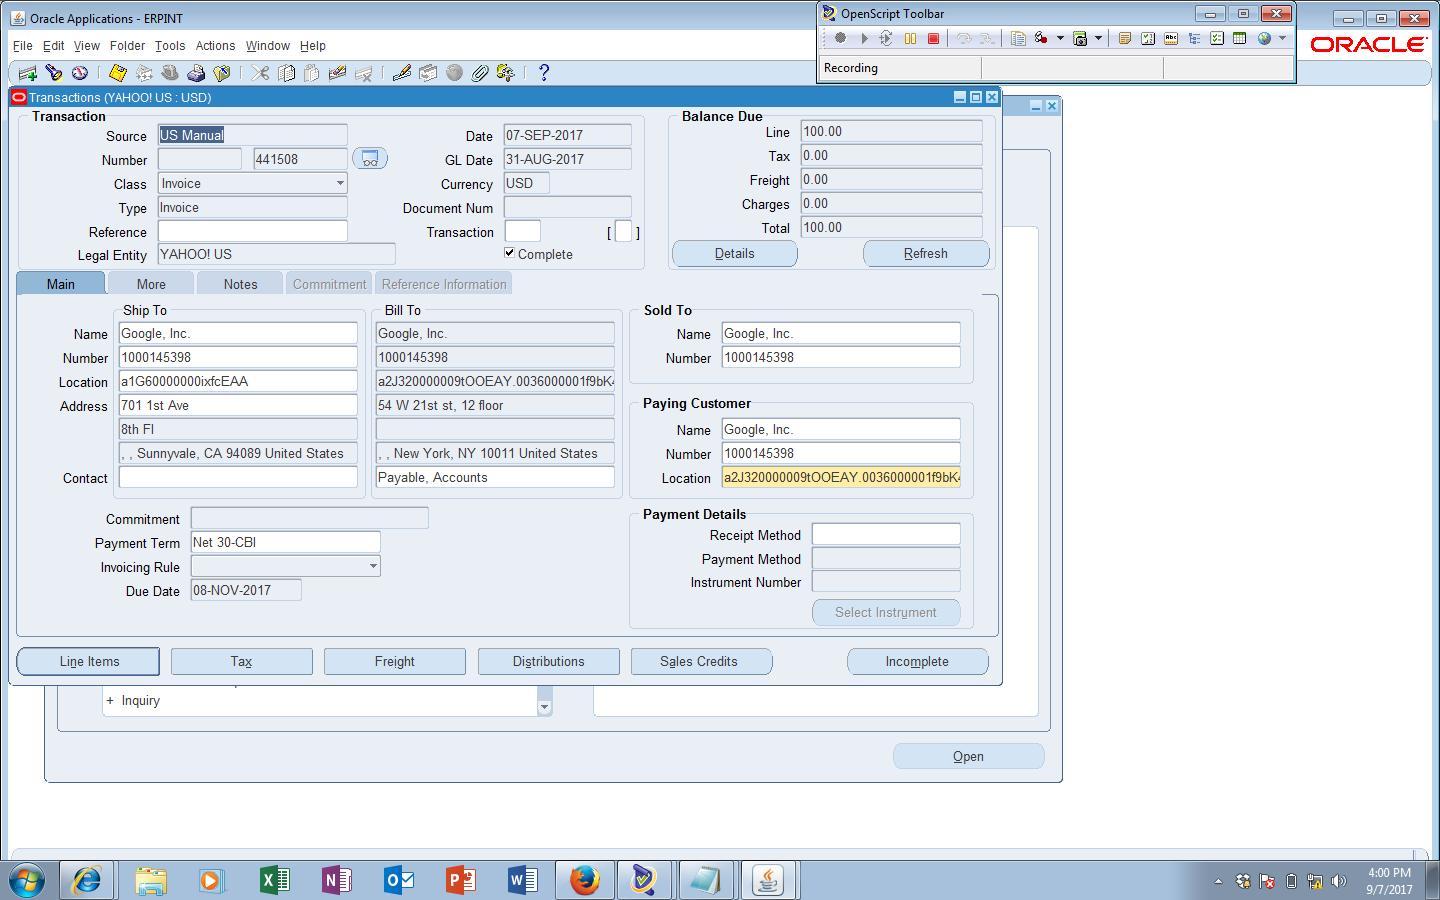 Oracle Applications - ERPINT
OpenScript Toolbar
File Edit View Folder Tools Actions Window Help
ORACLE
Recording
Transactions (YAHOO! US : USD)
Transaction
Source US Manual
Date 07-SEP-2017
Number 441508
GL Date 31-AUG-2017
Class Invoice
Currency USD
Type Invoice
Document Num
Reference
Transaction [ ]
Legal Entity YAHOO! US
Complete
Balance Due
Line 100.00
Tax 0.00
Freight 0.00
Charges 0.00
Total 100.00
Details Refresh
Main More Notes Commitment Reference Information
Ship To
Name Google, Inc.
Number 1000145398
Location a1G60000000ixfcEAA
Address 701 1st Ave
8th Fl
, , Sunnyvale, CA 94089 United States
Contact
Bill To
Google, Inc.
1000145398
a2J320000009tOOEAY.0036000001f9bK4
54 W 21st st, 12 floor
, , New York, NY 10011 United States
Payable, Accounts
Sold To
Name Google, Inc.
Number 1000145398
Paying Customer
Name Google, Inc.
Number 1000145398
Location a2J320000009tOOEAY.0036000001f9bK4
Commitment
Payment Term Net 30-CBI
Invoicing Rule
Due Date 08-NOV-2017
Payment Details
Receipt Method
Payment Method
Instrument Number
Select Instrument
Line Items Tax Freight Distributions Sales Credits Incomplete
+ Inquiry
Open
4:00 PM
9/7/2017